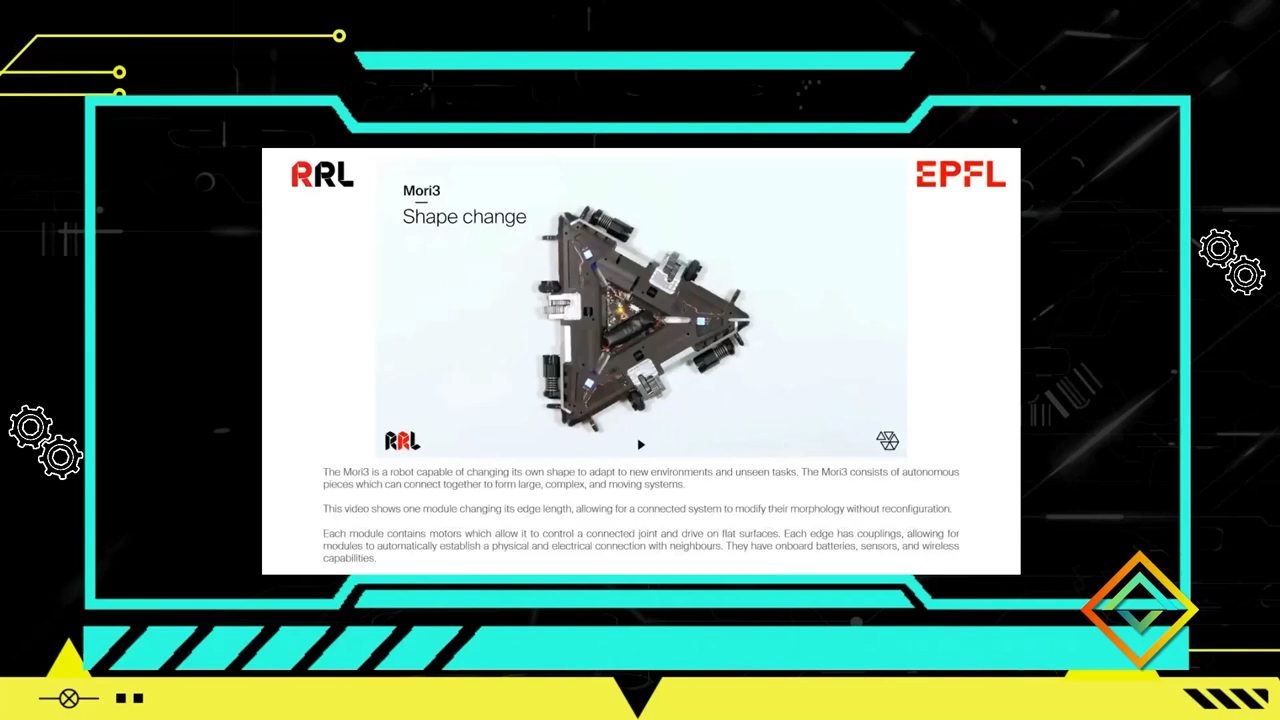 RRL
EPFL
Mori3
Shape change
RRL
The Mori3 is a robot capable of changing its own shape to adapt to new environments and unseen tasks. The Mori3 consists of autonomous
pieces which can connect together to form large, complex, and moving systems.
This video shows one module changing its edge length, allowing for a connected system to modify their morphology without reconfiguration.
Each module contains motors which allow it to control a connected joint and drive on flat surfaces. Each edge has couplings, allowing for
modules to automatically establish a physical and electrical connection with neighbours. They have onboard batteries, sensors, and wireless
capabilities.